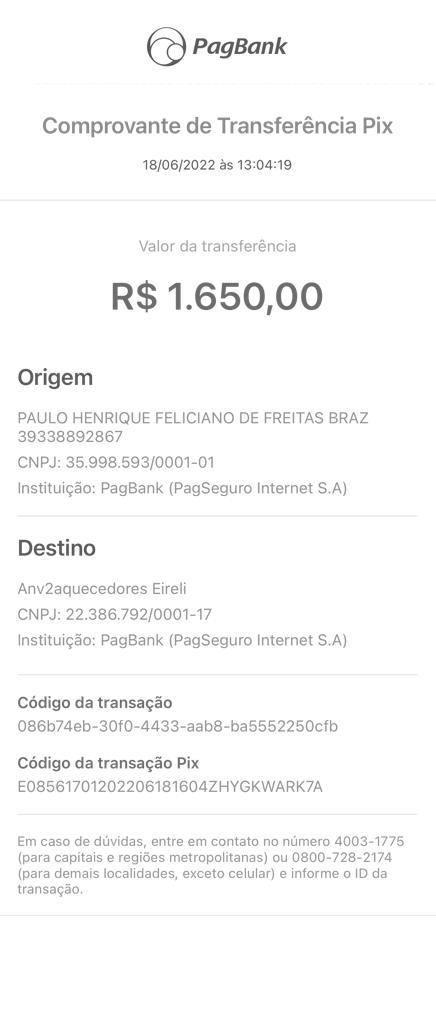 PagBank
Comprovante de Transferência Pix
18/06/2022 às 13:04:19
Valor da transferência
R$ 1.650,00
Origem
PAULO HENRIQUE FELICIANO DE FREITAS BRAZ
39338892867
CNPJ: 35.998.593/0001-01
Instituição: PagBank (PagSeguro Internet S.A)
Destino
Anv2aquecedores Eireli
CNPJ: 22.386.792/0001-17
Instituição: PagBank (PagSeguro Internet S.A)
Código da transação
086b74eb-30f0-4433-aab8-ba5552250cfb
Código da transação Pix
E08561701202206181604ZHYGKWARK7A
Em caso de dúvidas, entre em contato no número 4003-1775
(para capitais e regiões metropolitanas) ou 0800-728-2174
(para demais localidades, exceto celular) e informe o ID da
transação.